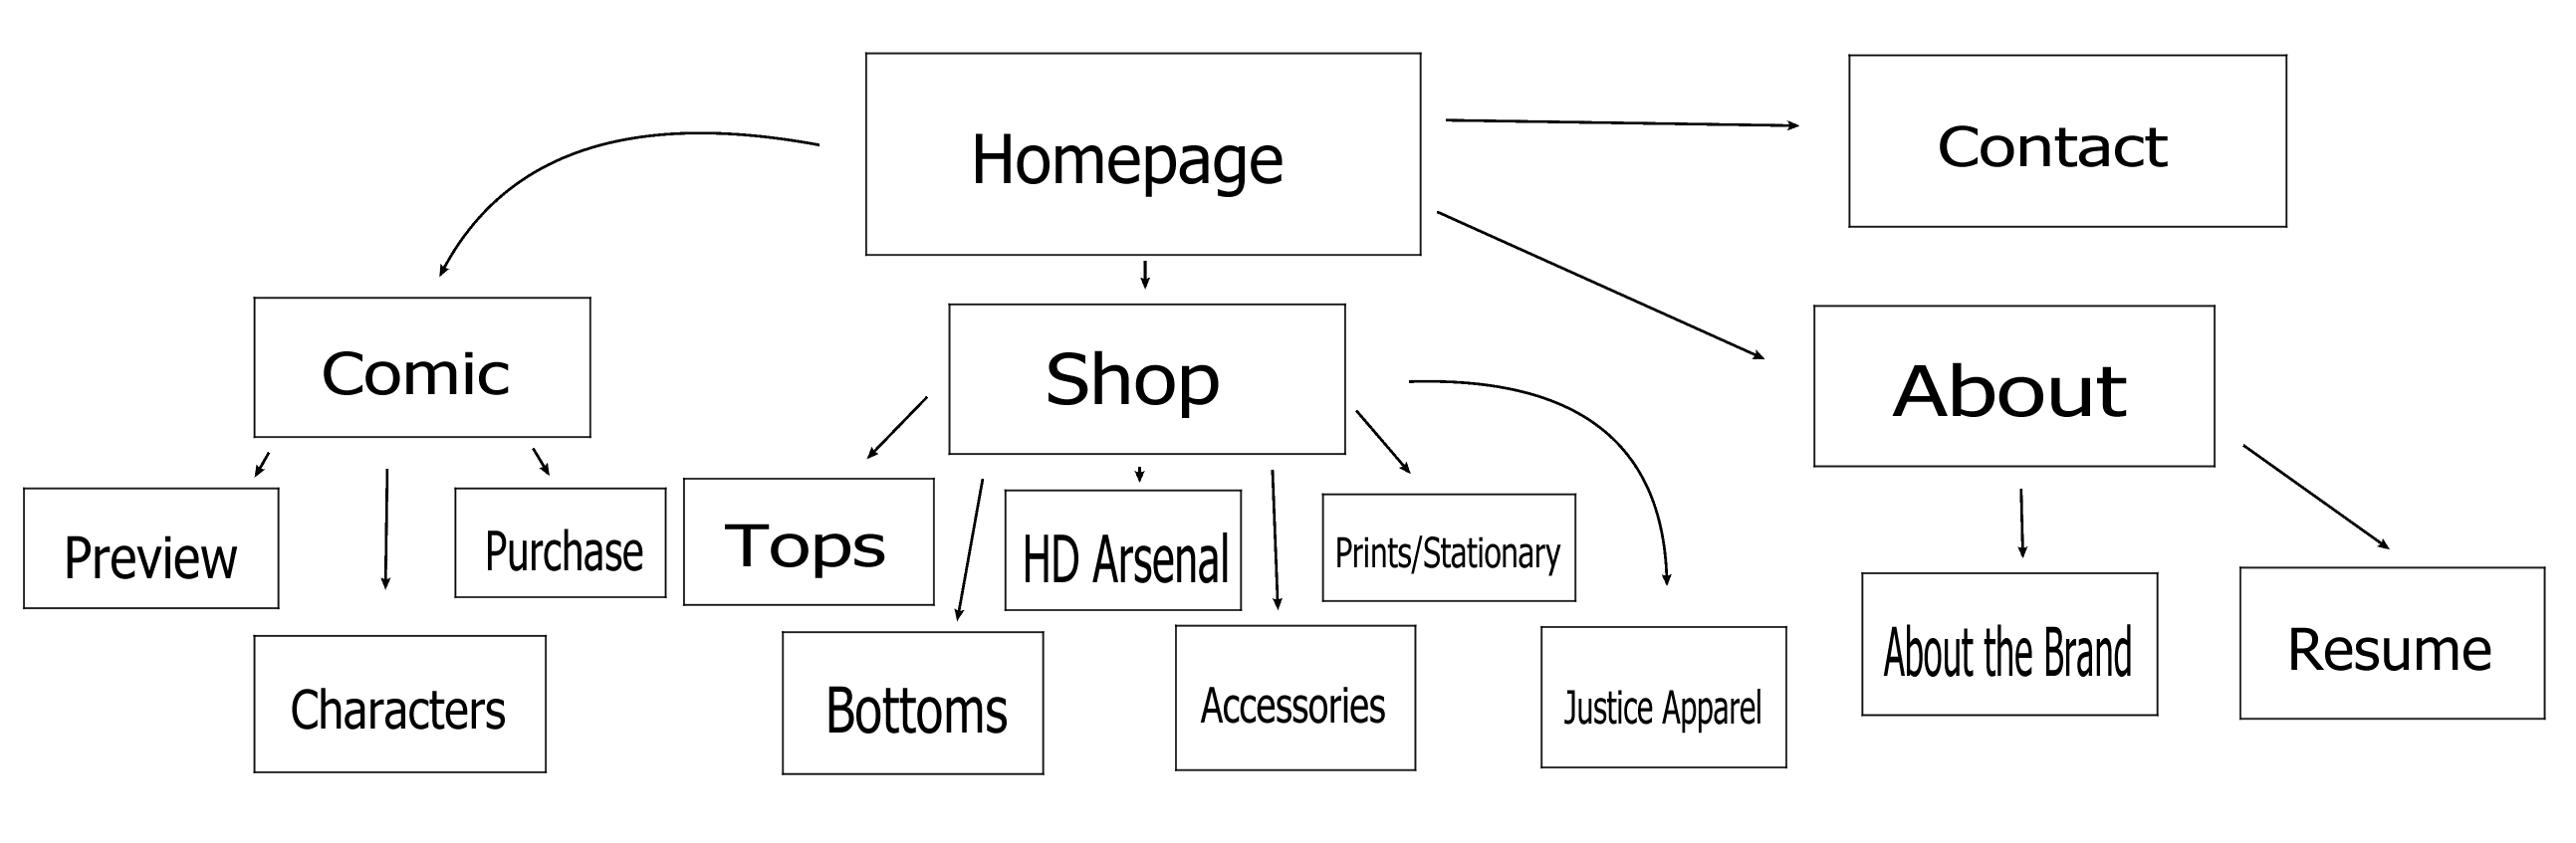 Homepage
Contact
Comic
Shop
About
Preview
Purchase
Tops
HD Arsenal
Prints/Stationary
Characters
Bottoms
Accessories
Justice Apparel
About the Brand
Resume